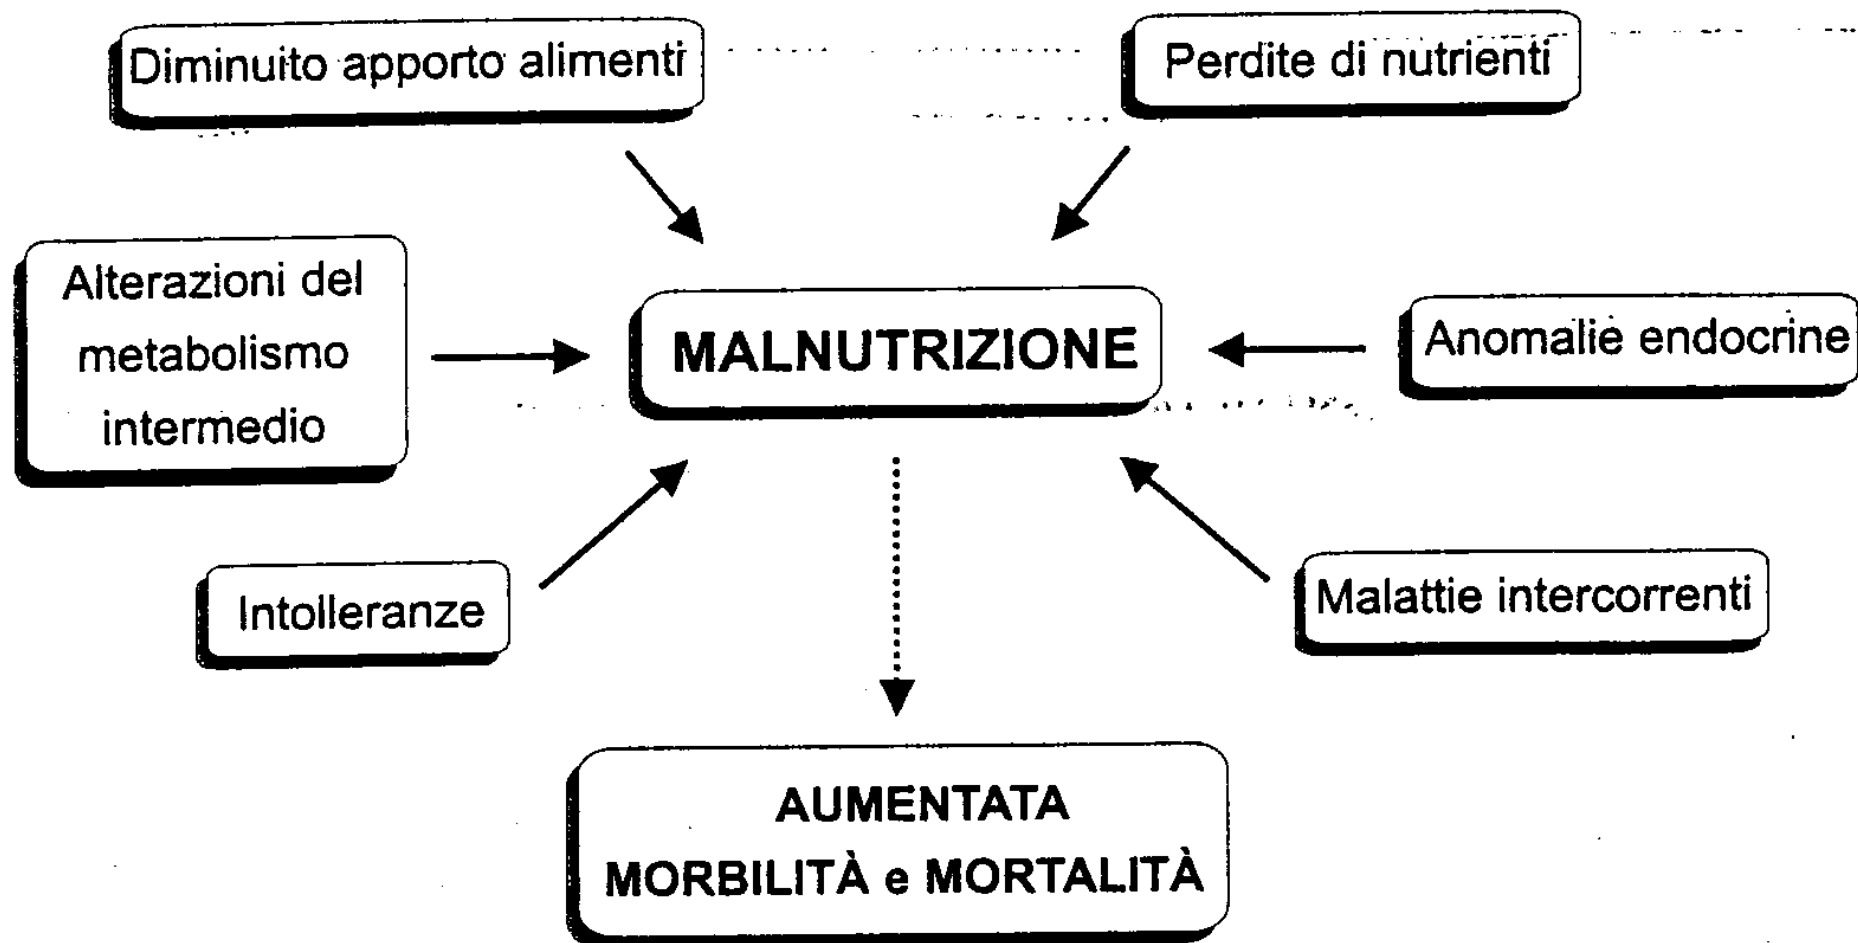 Diminuito apporto alimenti
Perdite di nutrienti
Alterazioni del
metabolismo
intermedio
MALNUTRIZIONE
Anomalie endocrine
Intolleranze
Malattie intercorrenti
AUMENTATA
MORBILITÀ e MORTALITÀ